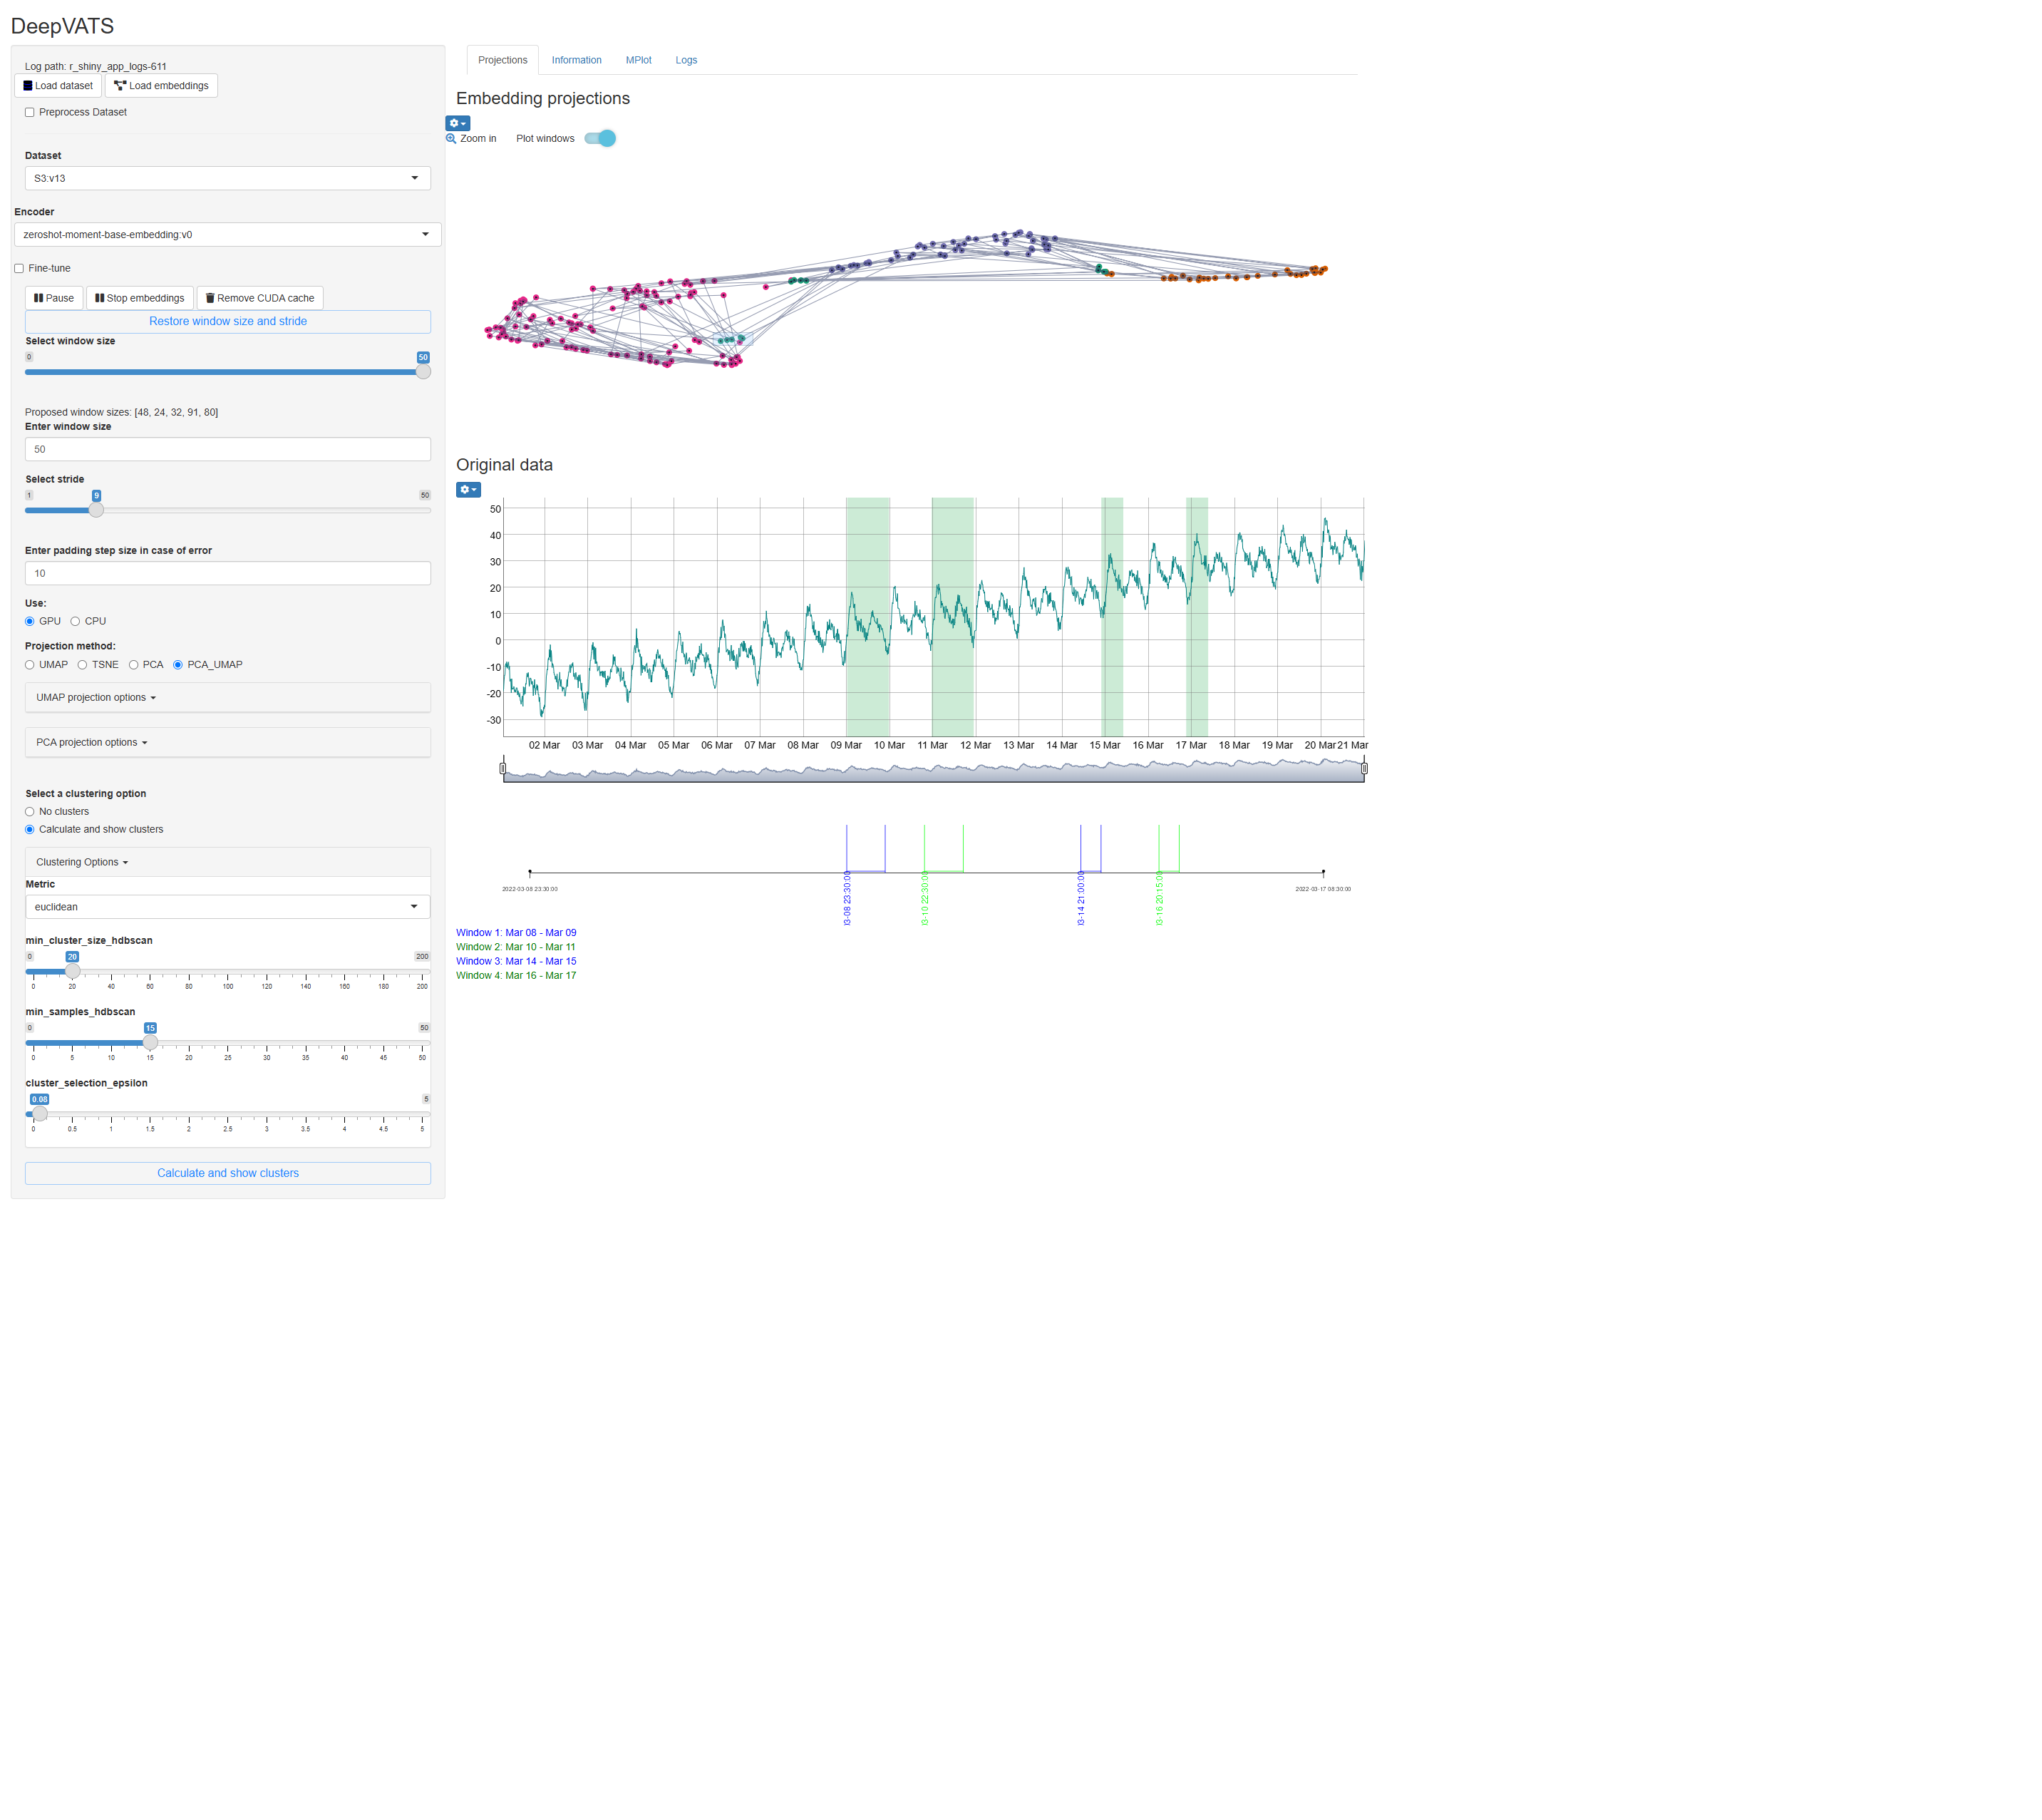 DeepVATS
Log path: r_shiny_app_logs-611
Load dataset
Load embeddings
Preprocess Dataset
Dataset
S3:v13
Encoder
zeroshot-moment-base-embedding:v0
Fine-tune
Pause
Stop embeddings
Remove CUDA cache
Restore window size and stride
Select window size
0
50
Proposed window sizes: [48, 24, 32, 91, 80]
Enter window size
50
Select stride
1
9
50
Enter padding step size in case of error
10
Use:
GPU CPU
Projection method:
UMAP TSNE PCA PCA_UMAP
UMAP projection options
PCA projection options
Select a clustering option
No clusters
Calculate and show clusters
Clustering Options
Metric
euclidean
min_cluster_size_hdbscan
0 20 200
0 20 40 60 80 100 120 140 160 180 200
min_samples_hdbscan
0 15 50
0 5 10 15 20 25 30 35 40 45 50
cluster_selection_epsilon
0.08 5
0 0.5 1 1.5 2 2.5 3 3.5 4 4.5 5
Calculate and show clusters
Projections Information MPlot Logs
Embedding projections
Zoom in Plot windows
Original data
50
40
30
20
10
0
-10
-20
-30
02 Mar 03 Mar 04 Mar 05 Mar 06 Mar 07 Mar 08 Mar 09 Mar 10 Mar 11 Mar 12 Mar 13 Mar 14 Mar 15 Mar 16 Mar 17 Mar 18 Mar 19 Mar 20 Mar 21 Mar
2022-03-08 23:30:00
3-08 23:30:00
3-10 22:30:00
3-14 21:00:00
3-16 20:15:00
2022-03-17 08:30:00
Window 1: Mar 08 - Mar 09
Window 2: Mar 10 - Mar 11
Window 3: Mar 14 - Mar 15
Window 4: Mar 16 - Mar 17